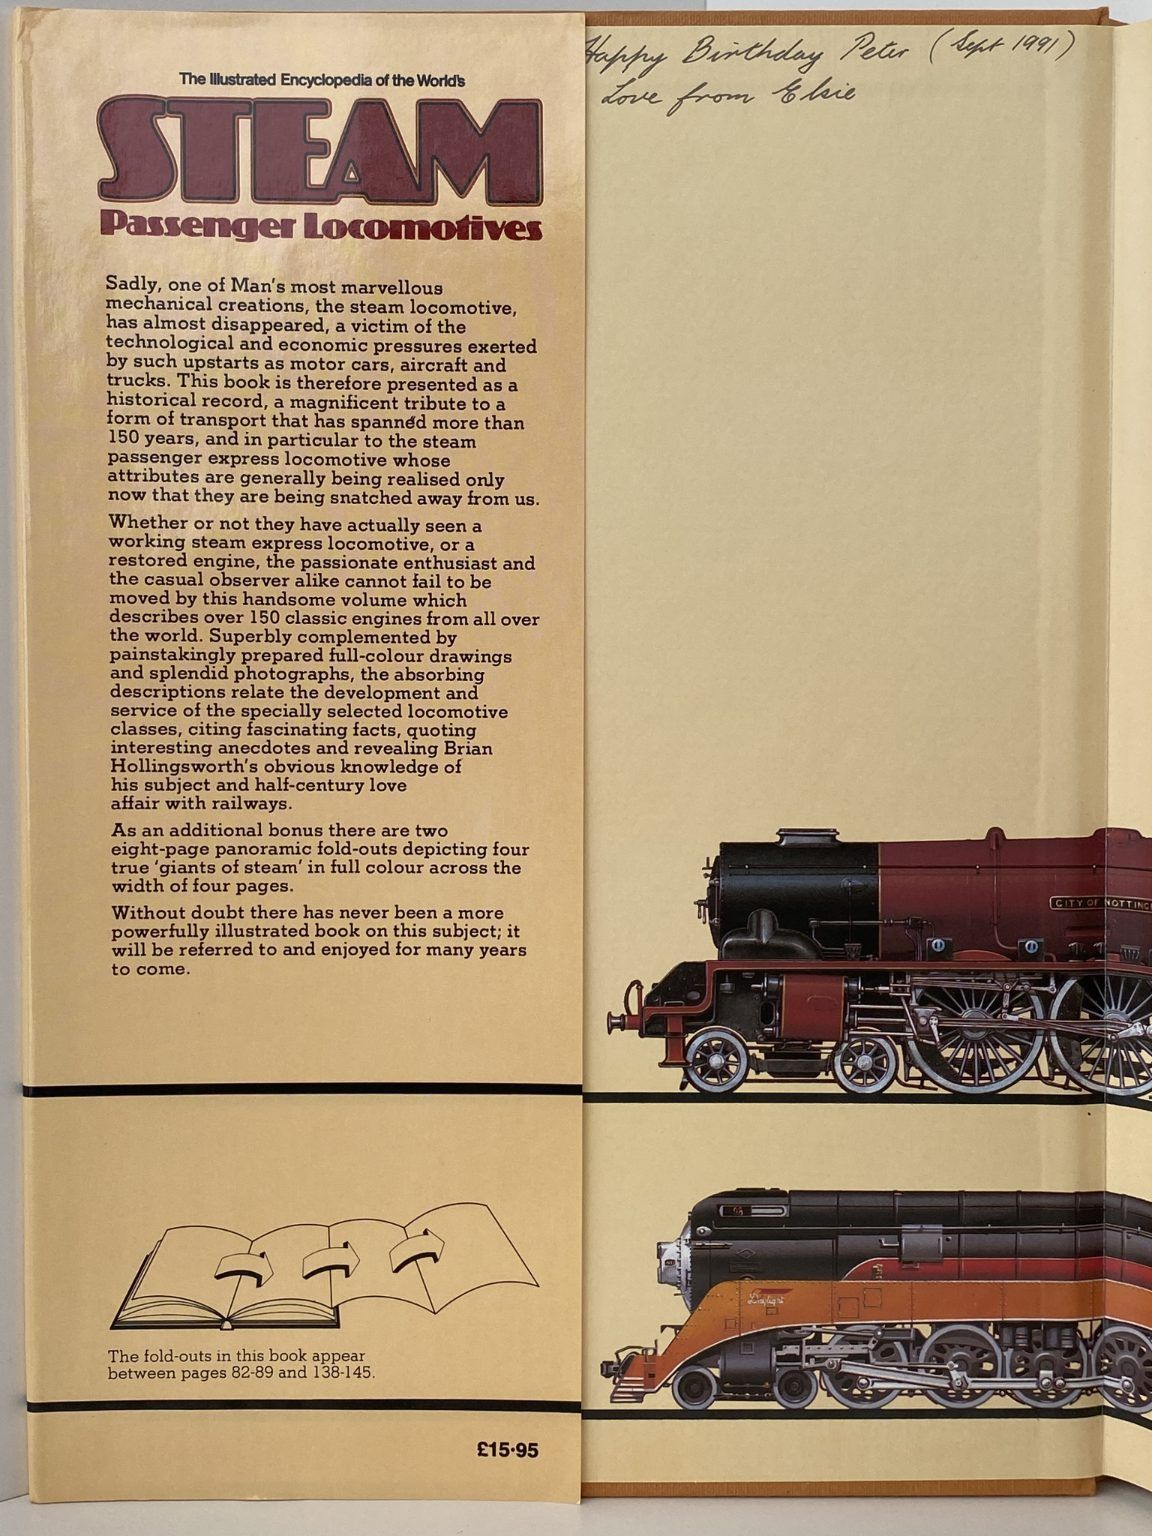 The Illustrated Encyclopedia of the World's
STEAM
Passenger Locomotives
Sadly, one of Man's most marvellous
mechanical creations, the steam locomotive,
has almost disappeared, a victim of the
technological and economic pressures exerted
by such upstarts as motor cars, aircraft and
trucks. This book is therefore presented as a
historical record, a magnificent tribute to a
form of transport that has spanned more than
150 years, and in particular to the steam
passenger express locomotive whose
attributes are generally being realised only
now that they are being snatched away from us.
Whether or not they have actually seen a
working steam express locomotive, or a
restored engine, the passionate enthusiast and
the casual observer alike cannot fail to be
moved by this handsome volume which
describes over 150 classic engines from all over
the world. Superbly complemented by
painstakingly prepared full-colour drawings
and splendid photographs, the absorbing
descriptions relate the development and
service of the specially selected locomotive
classes, citing fascinating facts, quoting
interesting anecdotes and revealing Brian
Hollingsworth's obvious knowledge of
his subject and half-century love
affair with railways.
As an additional bonus there are two
eight-page panoramic fold-outs depicting four
true 'giants of steam' in full colour across the
width of four pages.
Without doubt there has never been a more
powerfully illustrated book on this subject; it
will be referred to and enjoyed for many years
to come.
The fold-outs in this book appear
between pages 82-89 and 138-145.
£15·95
Happy Birthday Peter (Sept 1991)
Love from Elsie
CITY OF NOTTING
Daylight